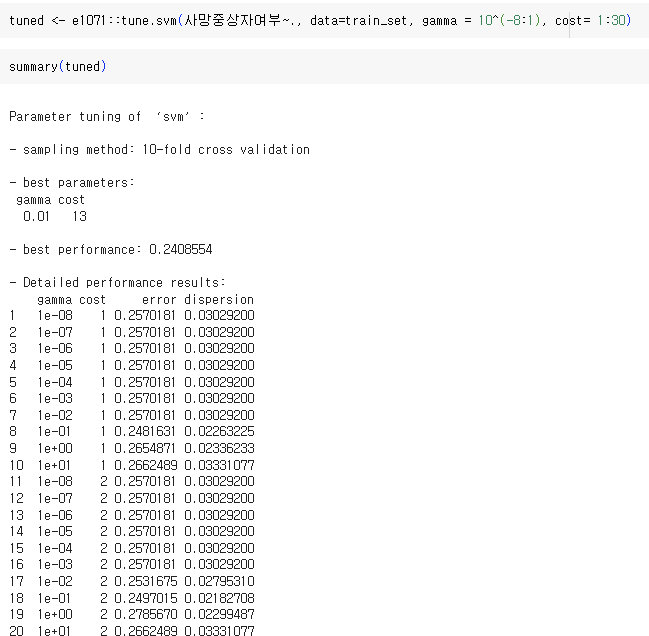 tuned <- e1071::tune.svm(사망중상자여부~., data=train_set, gamma = 10^(-8:1), cost= 1:30)
summary(tuned)
Parameter tuning of ‘svm’:
- sampling method: 10-fold cross validation
- best parameters:
gamma cost
0.01 13
- best performance: 0.2408554
- Detailed performance results:
gamma cost error dispersion
1 1e-08 1 0.2570181 0.03029200
2 1e-07 1 0.2570181 0.03029200
3 1e-06 1 0.2570181 0.03029200
4 1e-05 1 0.2570181 0.03029200
5 1e-04 1 0.2570181 0.03029200
6 1e-03 1 0.2570181 0.03029200
7 1e-02 1 0.2570181 0.03029200
8 1e-01 1 0.2481631 0.02263225
9 1e+00 1 0.2654871 0.02336233
10 1e+01 1 0.2662489 0.03331077
11 1e-08 2 0.2570181 0.03029200
12 1e-07 2 0.2570181 0.03029200
13 1e-06 2 0.2570181 0.03029200
14 1e-05 2 0.2570181 0.03029200
15 1e-04 2 0.2570181 0.03029200
16 1e-03 2 0.2570181 0.03029200
17 1e-02 2 0.2531675 0.02795310
18 1e-01 2 0.2497015 0.02182708
19 1e+00 2 0.2785670 0.02299487
20 1e+01 2 0.2662489 0.03331077